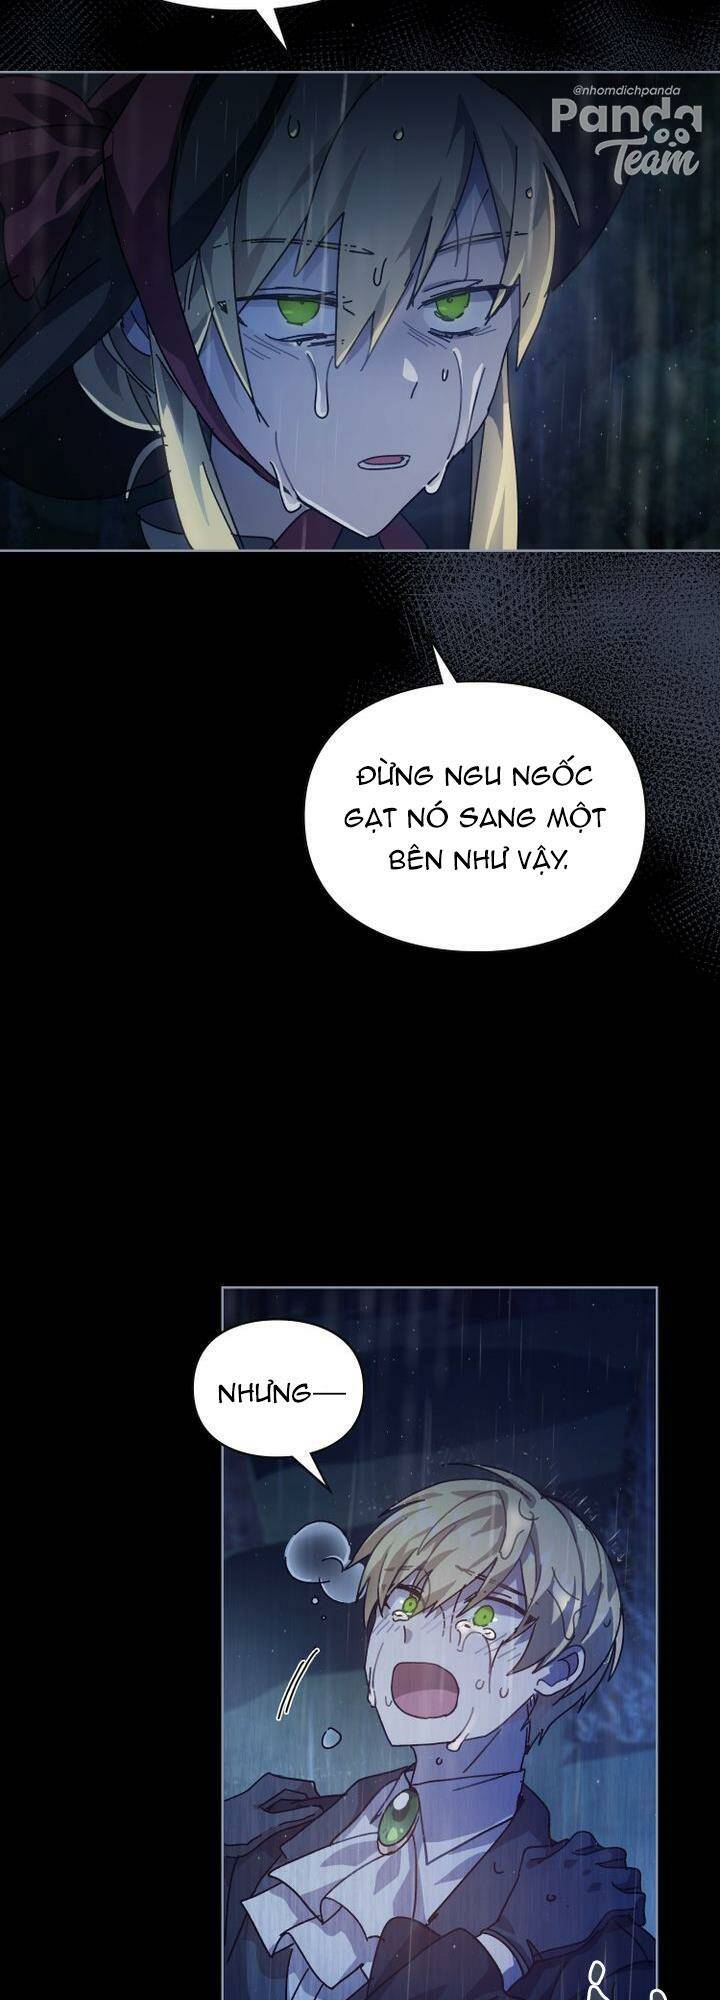 @nhomdichpanda
Panda
Team
ĐỪNG NGU NGỐC
GẠT NÓ SANG MỘT
BÊN NHƯ VẬY.
NHƯNG—